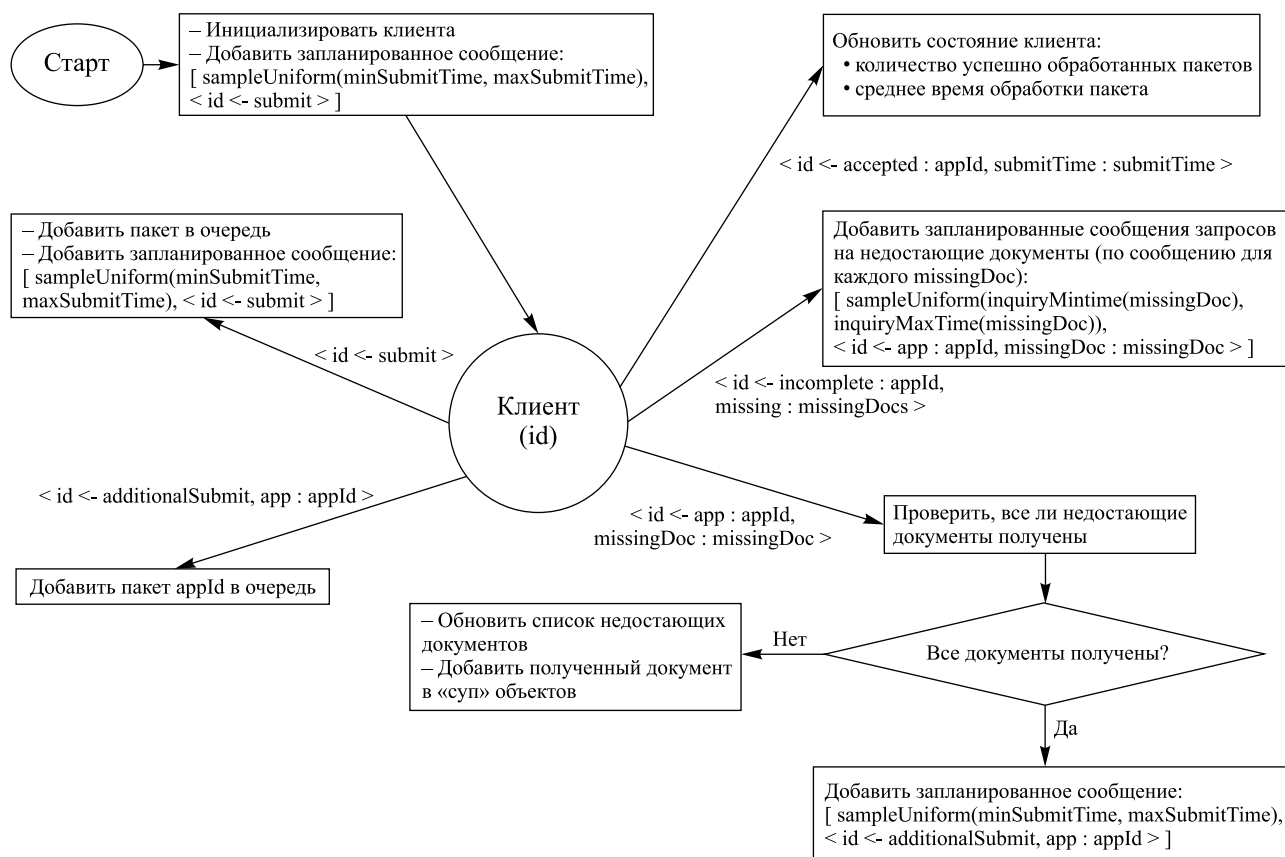 Старт
– Инициализировать клиента
– Добавить запланированное сообщение:
[ sampleUniform(minSubmitTime, maxSubmitTime),
< id <- submit > ]
Обновить состояние клиента:
• количество успешно обработанных пакетов
• среднее время обработки пакета
< id <- accepted : appId, submitTime : submitTime >
– Добавить пакет в очередь
– Добавить запланированное сообщение:
[ sampleUniform(minSubmitTime,
maxSubmitTime), < id <- submit > ]
< id <- submit >
Добавить запланированные сообщения запросов
на недостающие документы (по сообщению для
каждого missingDoc):
[ sampleUniform(inquiryMintime(missingDoc),
inquiryMaxTime(missingDoc)),
< id <- app : appId, missingDoc : missingDoc > ]
< id <- incomplete : appId,
missing : missingDocs >
Клиент
(id)
< id <- additionalSubmit, app : appId >
Добавить пакет appId в очередь
< id <- app : appId,
missingDoc : missingDoc >
Проверить, все ли недостающие
документы получены
Все документы получены?
Нет
– Обновить список недостающих
документов
– Добавить полученный документ
в «суп» объектов
Да
Добавить запланированное сообщение:
[ sampleUniform(minSubmitTime, maxSubmitTime),
< id <- additionalSubmit, app : appId > ]